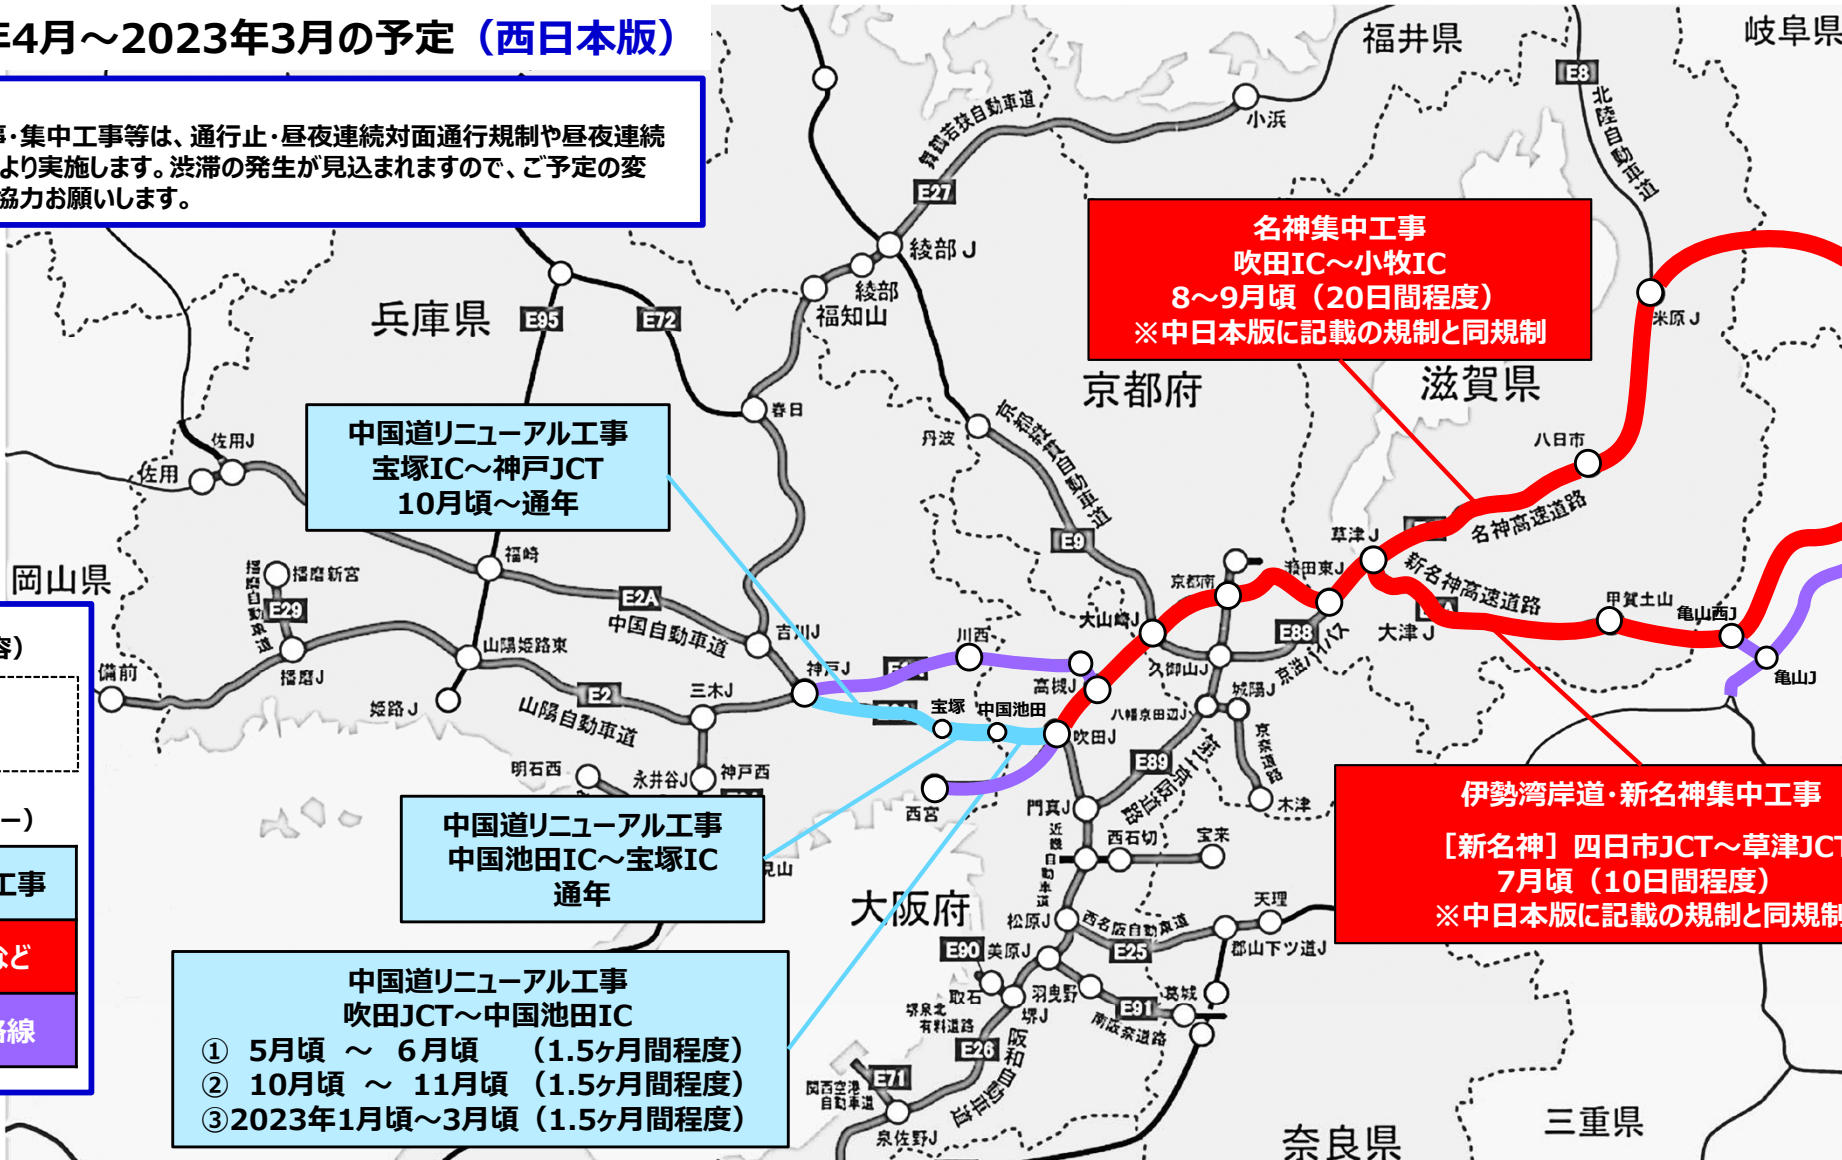 年4月～2023年3月の予定（西日本版）
事・集中工事等は、通行止・昼夜連続対面通行規制や昼夜連続
より実施します。渋滞の発生が見込まれますので、ご予定の変
協力お願いします。
福井県
岐阜県
E8
北陸自動車道
小浜
舞鶴若狭自動車道
E27
綾部J
綾部
福知山
兵庫県
E95
E72
名神集中工事
吹田IC～小牧IC
8～9月頃（20日間程度）
※中日本版に記載の規制と同規制
米原J
京都府
滋賀県
春日
丹波
京都縦貫自動車道
八日市
中国道リニューアル工事
宝塚IC～神戸JCT
10月頃～通年
佐用J
佐用
名神高速道路
草津J
E9
福崎
岡山県
播磨新宮
播磨自動車道
E29
E2A
中国自動車道
吉川J
川西
京都南
瀬田東J
新名神高速道路
甲賀土山
亀山西J
大津J
大山崎J
E88
京滋バイパス
山陽姫路東
備前
播磨J
神戸J
高槻J
久御山J
亀山J
E2
山陽自動車道
姫路J
三木J
宝塚
中国池田
吹田J
八幡京田辺J
城陽J
京奈道路
明石西
永井谷J
神戸西
西宮
E89
第二京阪道路
門真J
木津
近畿自動車道
西石切
宝来
中国道リニューアル工事
中国池田IC～宝塚IC
通年
見山
伊勢湾岸道・新名神集中工事
［新名神］四日市JCT～草津JCT
7月頃（10日間程度）
※中日本版に記載の規制と同規制
大阪府
松原J
西名阪自動車道
天理
E25
郡山下ツ道J
E90
美原J
取石
羽曳野
E91
葛城
南阪奈道路
堺泉北
有料道路
堺J
E26
阪和自動車道
関西空港
自動車道
E71
泉佐野J
奈良県
三重県
中国道リニューアル工事
吹田JCT～中国池田IC
① 5月頃 ～ 6月頃 （1.5ヶ月間程度）
② 10月頃 ～ 11月頃 （1.5ヶ月間程度）
③2023年1月頃～3月頃（1.5ヶ月間程度）
容）
ー）
工事
など
路線